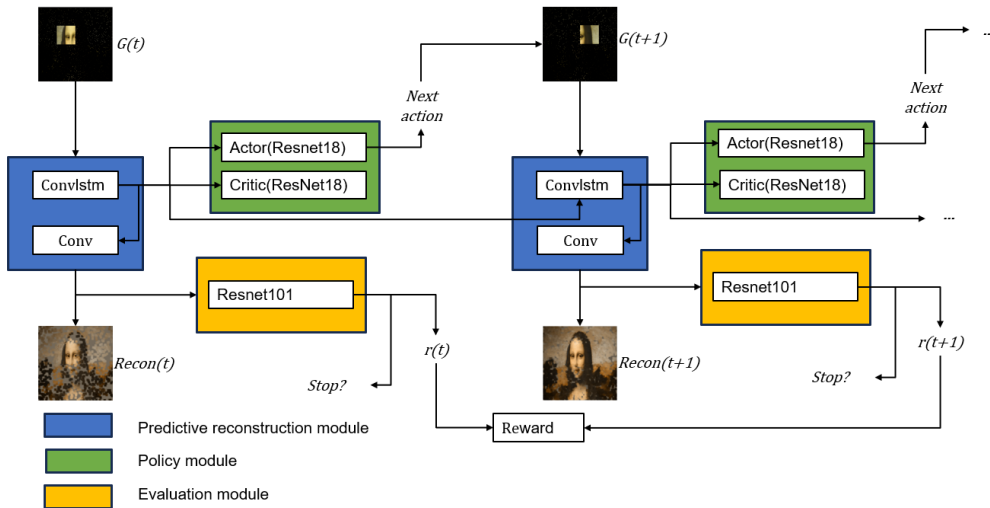 G(t)
G(t+1)
...
Next
action
Next
action
Actor(Resnet18)
Critic(ResNet18)
Actor(Resnet18)
Critic(ResNet18)
Convlstm
Conv
Convlstm
Conv
...
Resnet101
Resnet101
Recon(t)
r(t)
Stop?
Recon(t+1)
r(t+1)
Stop?
Reward
Predictive reconstruction module
Policy module
Evaluation module